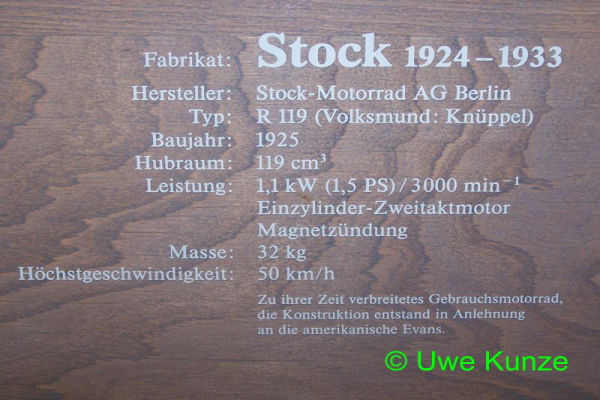 Fabrikat: Stock 1924–1933
Hersteller: Stock-Motorrad AG Berlin
Typ: R 119 (Volksmund: Knüppel)
Baujahr: 1925
Hubraum: 119 cm³
Leistung: 1,1 kW (1,5 PS)/3000 min⁻¹
Einzylinder-Zweitaktmotor
Magnetzündung
Masse: 32 kg
Höchstgeschwindigkeit: 50 km/h
Zu ihrer Zeit verbreitetes Gebrauchsmotorrad,
die Konstruktion entstand in Anlehnung
an die amerikanische Evans.
© Uwe Kunze